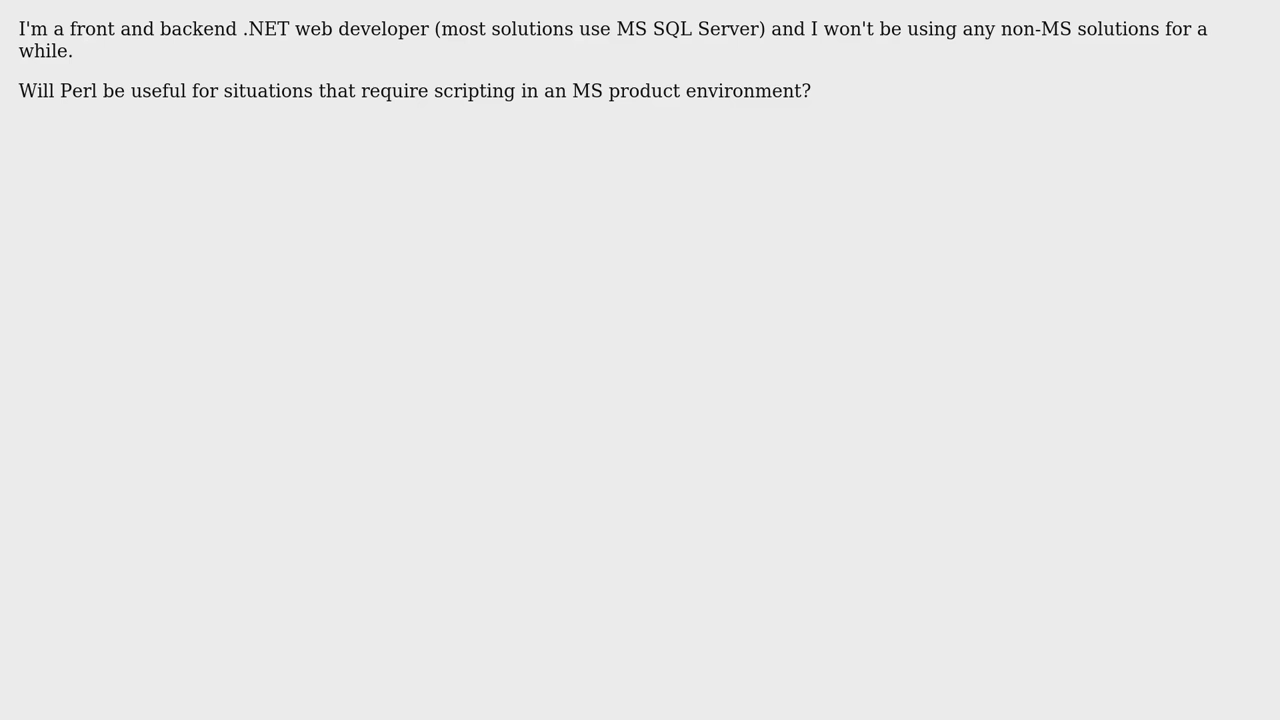 I'm a front and backend .NET web developer (most solutions use MS SQL Server) and I won't be using any non-MS solutions for a
while.
Will Perl be useful for situations that require scripting in an MS product environment?